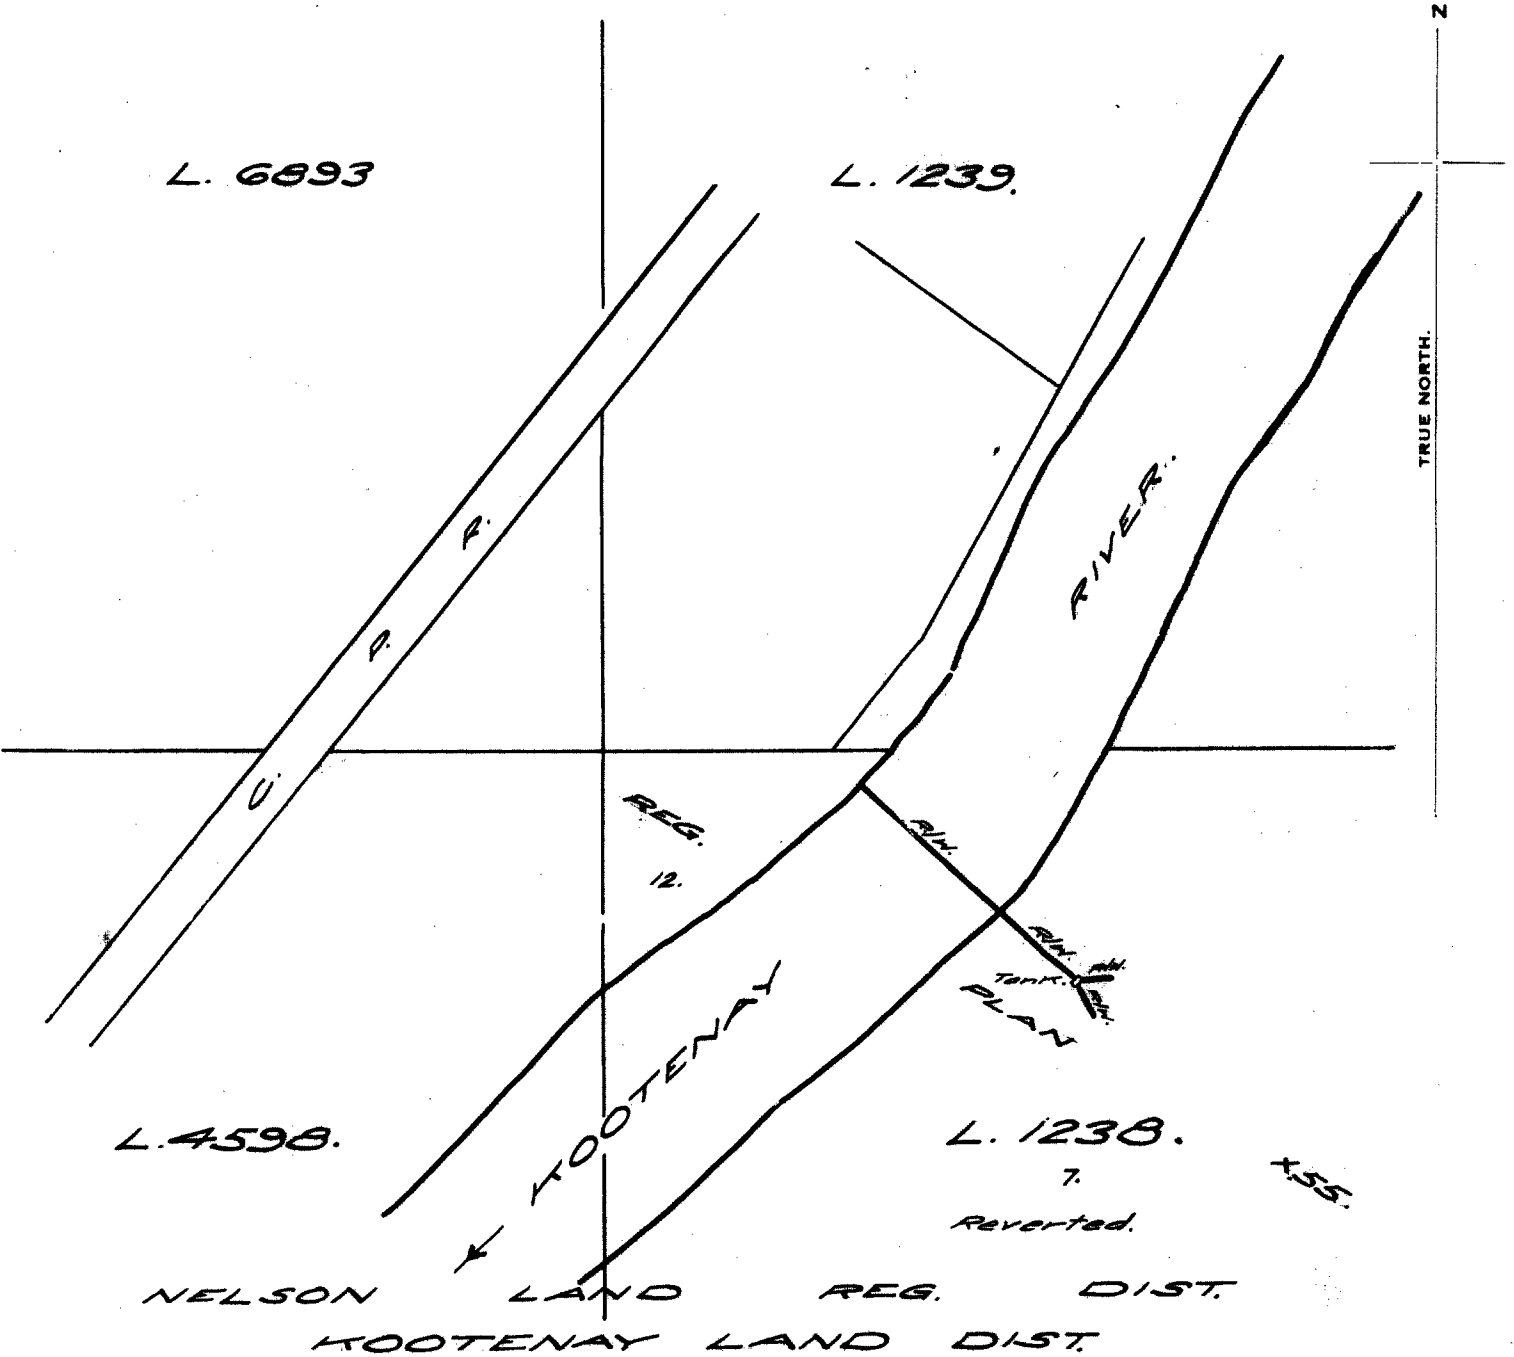 N
L. 6893
L. 1239.
TRUE NORTH.
C. P. R.
KOOTENAY RIVER.
REG. PLAN X.55.
12.
R/W.
R/W.
R/W.
R/W.
Tank.
L.4598.
L. 1238.
7.
Reverted.
NELSON LAND REG. DIST.
KOOTENAY LAND DIST.